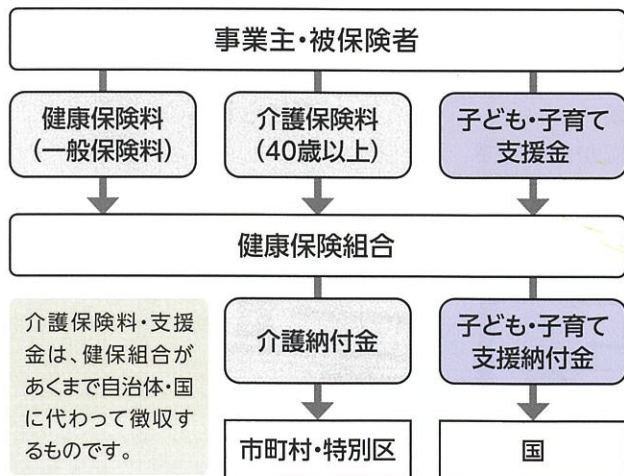 事業主・被保険者
健康保険料
(一般保険料)
介護保険料
(40歳以上)
子ども・子育て
支援金
健康保険組合
介護保険料・支援
金は、健保組合が
あくまで自治体・国
に代わって徴収す
るものです。
介護納付金
子ども・子育て
支援納付金
市町村・特別区
国